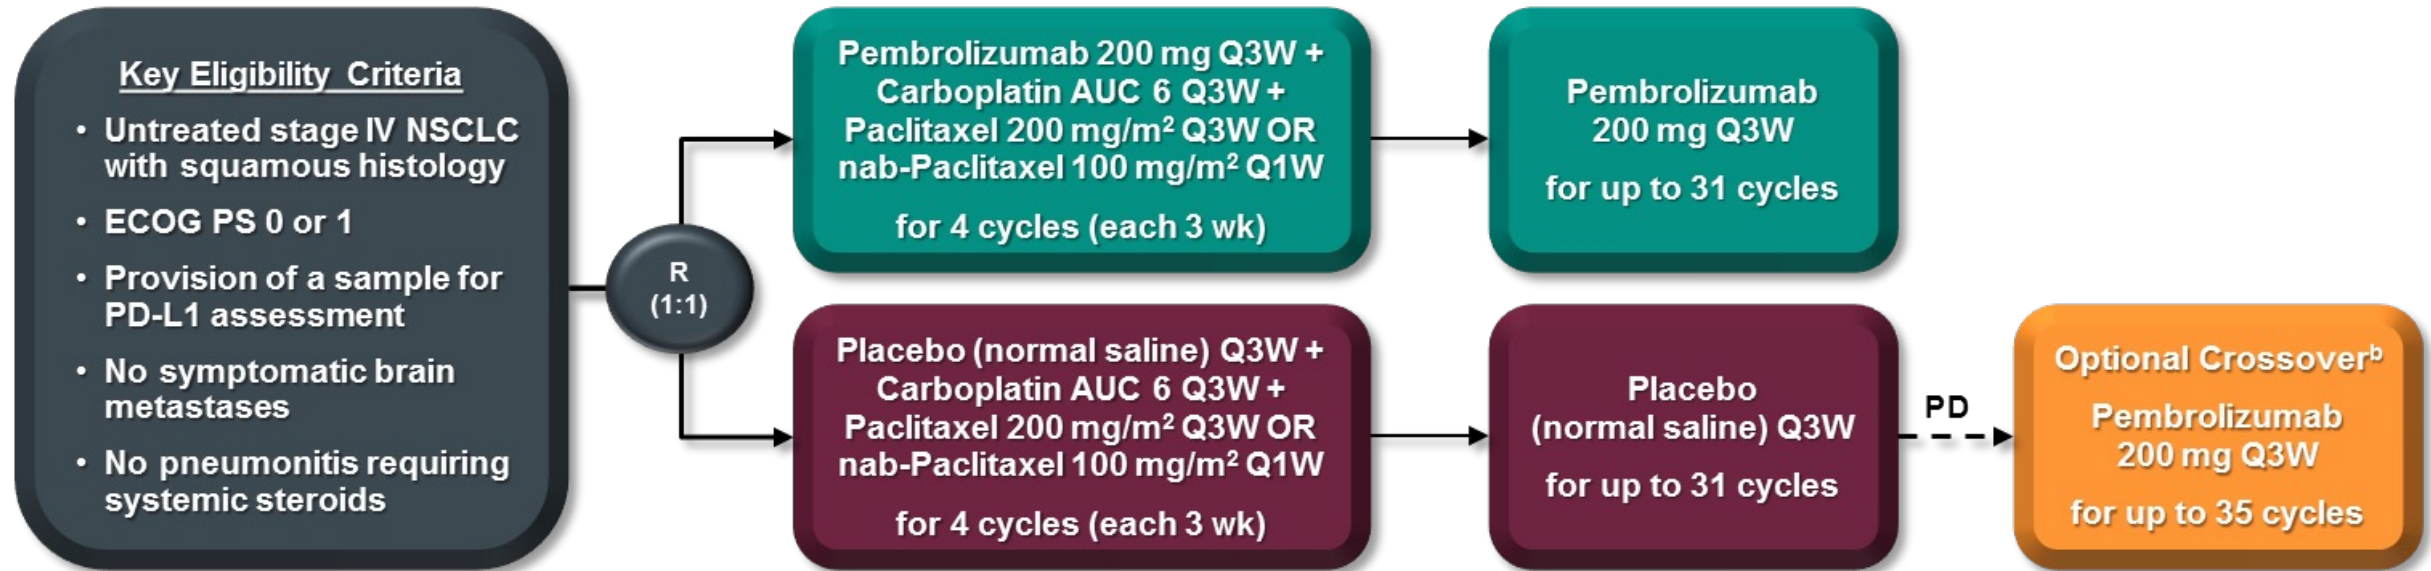 Key Eligibility Criteria
• Untreated stage IV NSCLC
with squamous histology
• ECOG PS 0 or 1
• Provision of a sample for
PD-L1 assessment
• No symptomatic brain
metastases
• No pneumonitis requiring
systemic steroids
R
(1:1)
Pembrolizumab 200 mg Q3W +
Carboplatin AUC 6 Q3W +
Paclitaxel 200 mg/m² Q3W OR
nab-Paclitaxel 100 mg/m² Q1W
for 4 cycles (each 3 wk)
Pembrolizumab
200 mg Q3W
for up to 31 cycles
Placebo (normal saline) Q3W +
Carboplatin AUC 6 Q3W +
Paclitaxel 200 mg/m² Q3W OR
nab-Paclitaxel 100 mg/m² Q1W
for 4 cycles (each 3 wk)
Placebo
(normal saline) Q3W
for up to 31 cycles
PD
Optional Crossoverᵇ
Pembrolizumab
200 mg Q3W
for up to 35 cycles